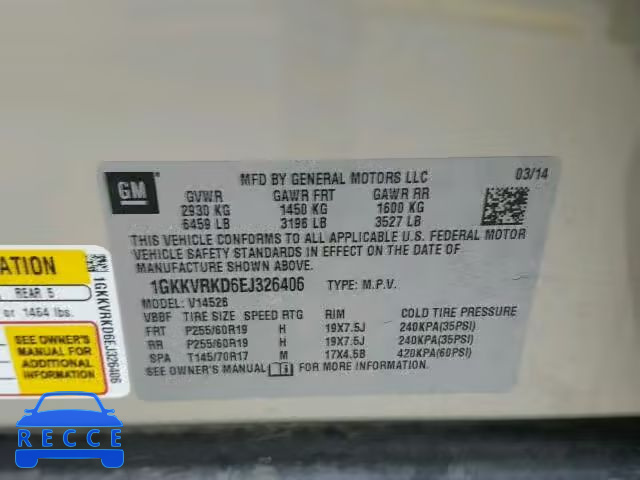 GM
MFD BY GENERAL MOTORS LLC
03/14
GVWR GAWR FRT GAWR RR
2930 KG 1450 KG 1600 KG
6459 LB 3196 LB 3527 LB
THIS VEHICLE CONFORMS TO ALL APPLICABLE U.S. FEDERAL MOTOR
VEHICLE SAFETY STANDARDS IN EFFECT ON THE DATE OF
MANUFACTURE SHOWN ABOVE.
1GKKVRKD6EJ326406 TYPE: M.P.V.
MODEL: V14526
VBBF TIRE SIZE SPEED RTG RIM COLD TIRE PRESSURE
FRT P255/60R19 H 19X7.5J 240KPA(35PSI)
RR P255/60R19 H 19X7.5J 240KPA(35PSI)
SPA T145/70R17 M 17X4.5B 420KPA(60PSI)
SEE OWNER'S MANUAL FOR MORE INFORMATION.
ATION
REAR 5
or 1464 lbs.
SEE OWNER'S
MANUAL FOR
ADDITIONAL
INFORMATION
1GKKVRKD6EJ326406
RECCE